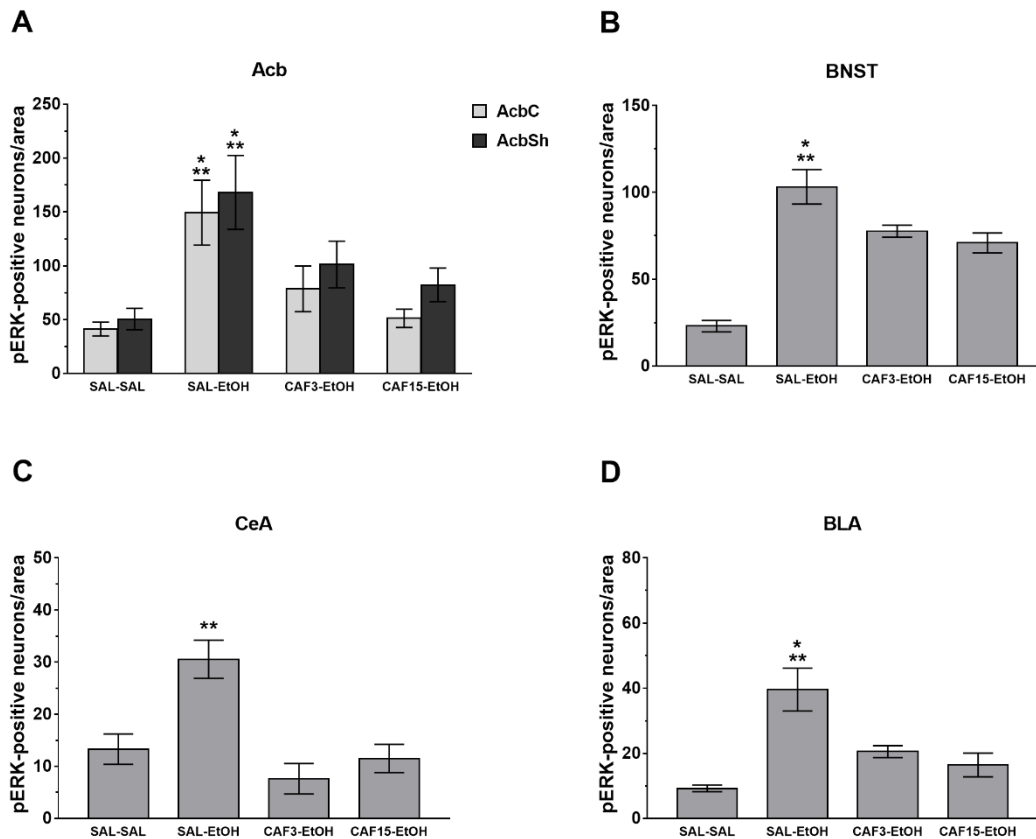 A
Acb
pERK-positive neurons/area
250
200
150
100
50
0
*
**
*
**
SAL-SAL
SAL-EtOH
CAF3-EtOH
CAF15-EtOH
AcbC
AcbSh
B
BNST
pERK-positive neurons/area
150
100
50
0
*
**
SAL-SAL
SAL-EtOH
CAF3-EtOH
CAF15-EtOH
C
CeA
pERK-positive neurons/area
50
40
30
20
10
0
**
SAL-SAL
SAL-EtOH
CAF3-EtOH
CAF15-EtOH
D
BLA
pERK-positive neurons/area
80
60
40
20
0
*
**
SAL-SAL
SAL-EtOH
CAF3-EtOH
CAF15-EtOH